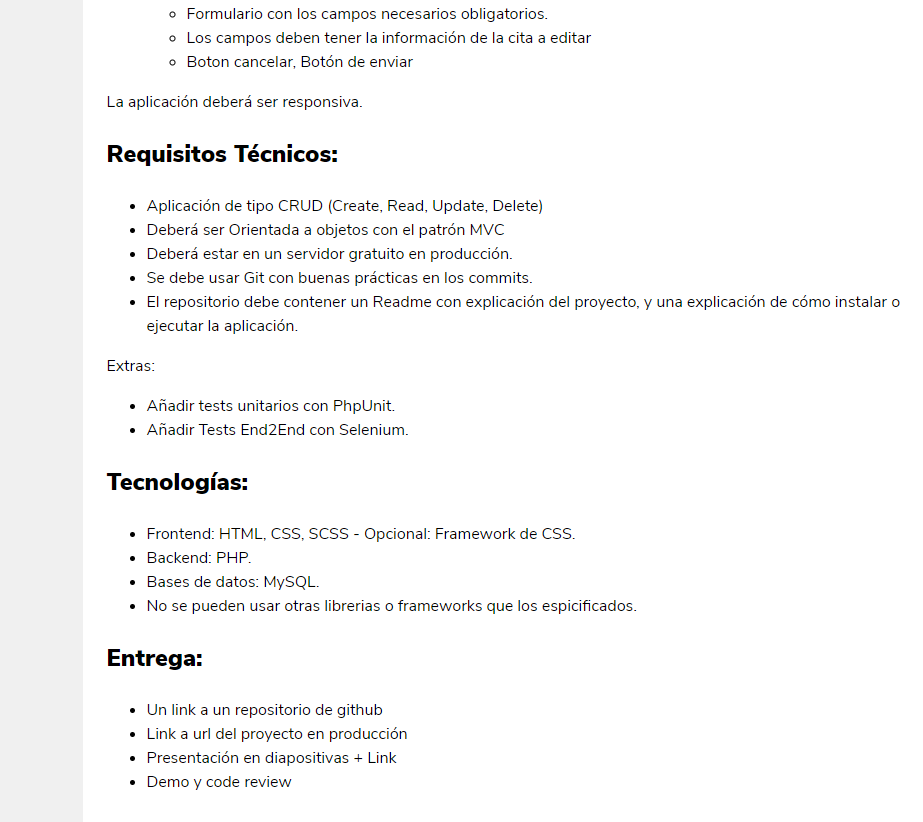 Formulario con los campos necesarios obligatorios.
Los campos deben tener la información de la cita a editar
Boton cancelar, Botón de enviar
La aplicación deberá ser responsiva.
Requisitos Técnicos:
Aplicación de tipo CRUD (Create, Read, Update, Delete)
Deberá ser Orientada a objetos con el patrón MVC
Deberá estar en un servidor gratuito en producción.
Se debe usar Git con buenas prácticas en los commits.
El repositorio debe contener un Readme con explicación del proyecto, y una explicación de cómo instalar o
ejecutar la aplicación.
Extras:
Añadir tests unitarios con PhpUnit.
Añadir Tests End2End con Selenium.
Tecnologías:
Frontend: HTML, CSS, SCSS - Opcional: Framework de CSS.
Backend: PHP.
Bases de datos: MySQL.
No se pueden usar otras librerias o frameworks que los espicificados.
Entrega:
Un link a un repositorio de github
Link a url del proyecto en producción
Presentación en diapositivas + Link
Demo y code review